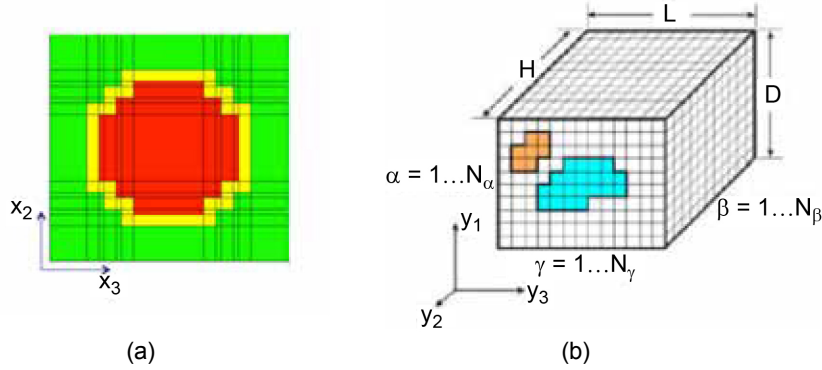 x₂
x₃
(a)
L
H
D
α = 1...Nα
β = 1...Nβ
γ = 1...Nγ
y₁
y₂
y₃
(b)